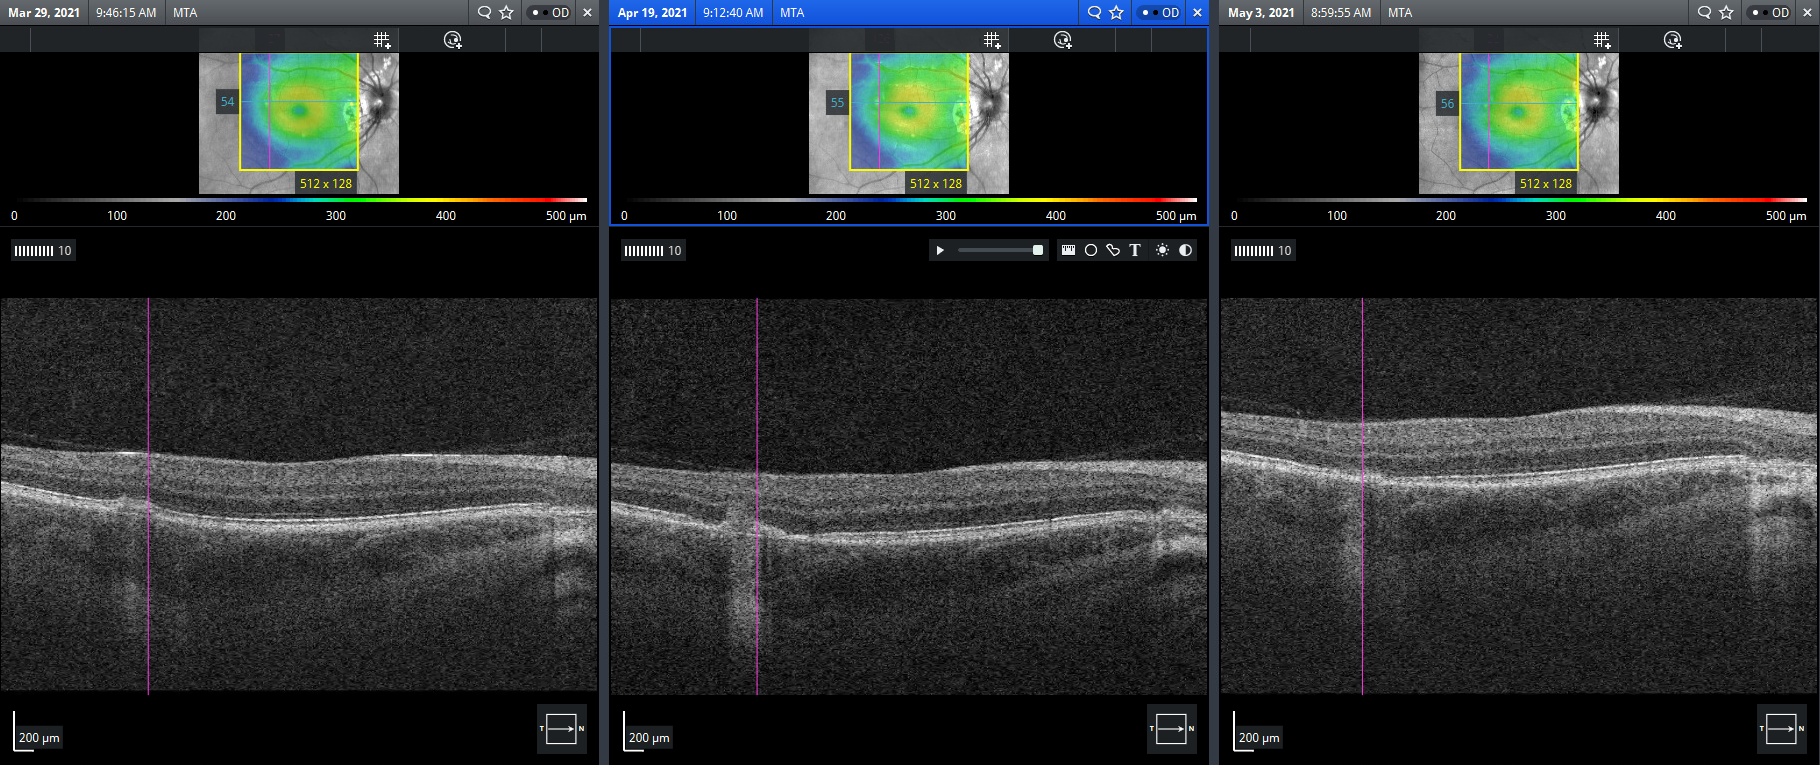 Mar 29, 2021 9:46:15 AM MTA OD
54
512 x 128
0 100 200 300 400 500 µm
10
200 µm
T N
Apr 19, 2021 9:12:40 AM MTA OD
55
512 x 128
0 100 200 300 400 500 µm
10 T
200 µm
T N
May 3, 2021 8:59:55 AM MTA OD
56
512 x 128
0 100 200 300 400 500 µm
10
200 µm
T N